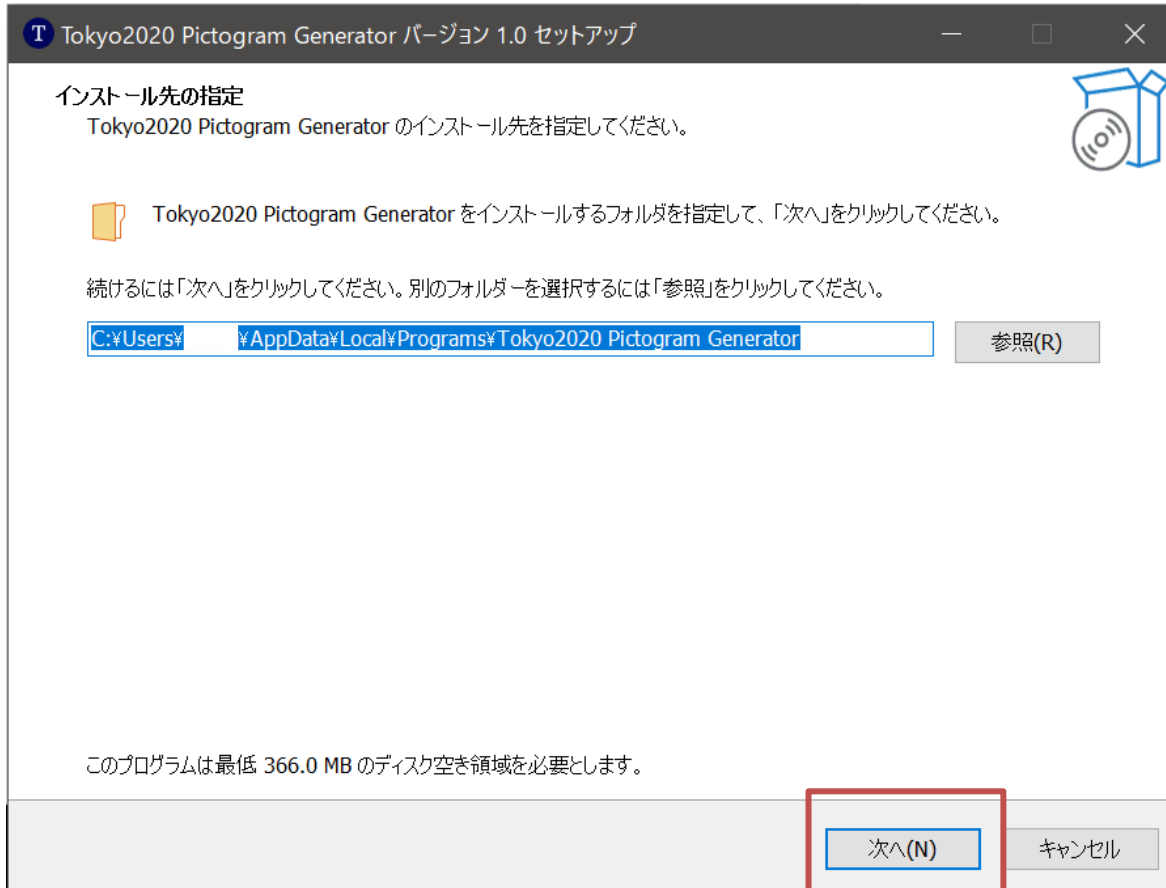 T Tokyo2020 Pictogram Generator バージョン 1.0 セットアップ
インストール先の指定
Tokyo2020 Pictogram Generator のインストール先を指定してください。
Tokyo2020 Pictogram Generator をインストールするフォルダを指定して、「次へ」をクリックしてください。
続けるには「次へ」をクリックしてください。別のフォルダーを選択するには「参照」をクリックしてください。
C:¥Users¥ ¥AppData¥Local¥Programs¥Tokyo2020 Pictogram Generator
参照(R)
このプログラムは最低 366.0 MB のディスク空き領域を必要とします。
次へ(N)
キャンセル